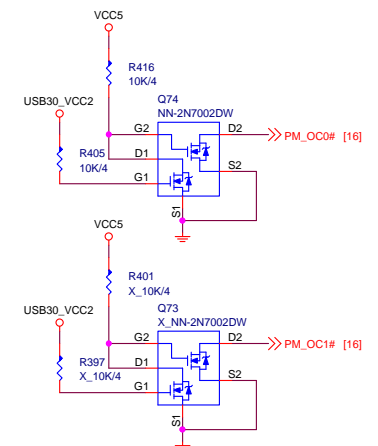 VCC5
R416
10K/4
USB30_VCC2
Q74
NN-2N7002DW
G2
D2
PM_OC0# [16]
R405
10K/4
D1
S2
G1
S1
VCC5
R401
X_10K/4
USB30_VCC2
Q73
X_NN-2N7002DW
G2
D2
PM_OC1# [16]
R397
X_10K/4
D1
S2
G1
S1